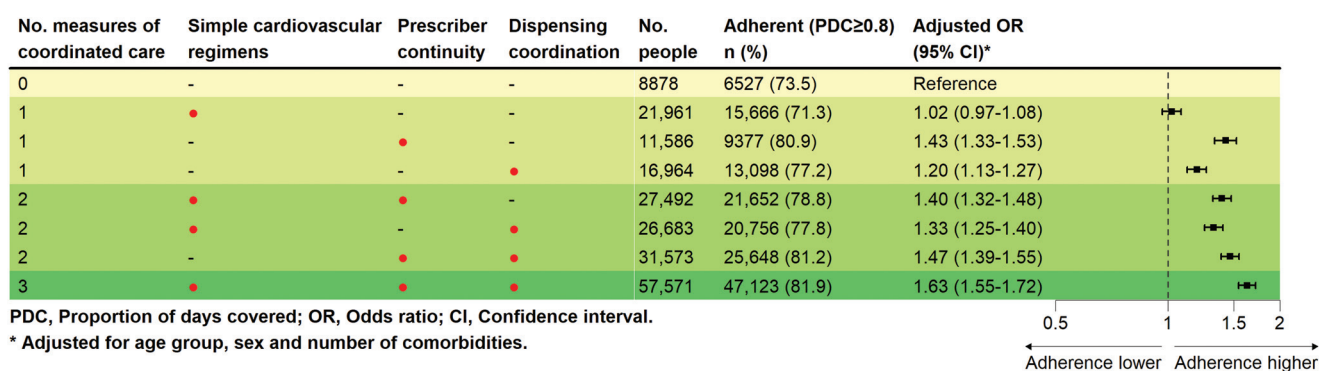 No. measures of coordinated care Simple cardiovascular regimens Prescriber continuity Dispensing coordination No. people Adherent (PDC≥0.8) n (%) Adjusted OR (95% CI)*
0 - - - 8878 6527 (73.5) Reference
1 • - - 21,961 15,666 (71.3) 1.02 (0.97-1.08)
1 - • - 11,586 9377 (80.9) 1.43 (1.33-1.53)
1 - - • 16,964 13,098 (77.2) 1.20 (1.13-1.27)
2 • • - 27,492 21,652 (78.8) 1.40 (1.32-1.48)
2 • - • 26,683 20,756 (77.8) 1.33 (1.25-1.40)
2 - • • 31,573 25,648 (81.2) 1.47 (1.39-1.55)
3 • • • 57,571 47,123 (81.9) 1.63 (1.55-1.72)
PDC, Proportion of days covered; OR, Odds ratio; CI, Confidence interval.
* Adjusted for age group, sex and number of comorbidities.
0.5 1 1.5 2
Adherence lower Adherence higher